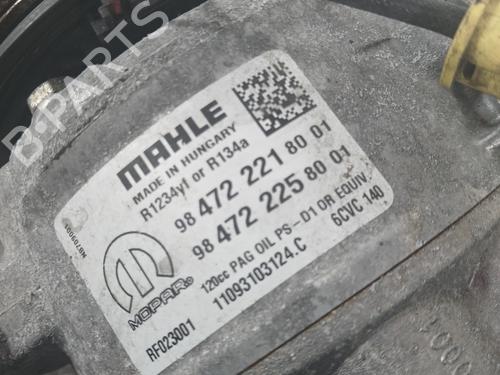 MAHLE
MADE IN HUNGARY
R1234yf or R134a
98 472 221 80 01
98 472 225 80 01
120cc PAG OIL PS-D1 OR EQUIV
6CVC 140
11093103124.C
MOPAR
RF023001
B-PARTS